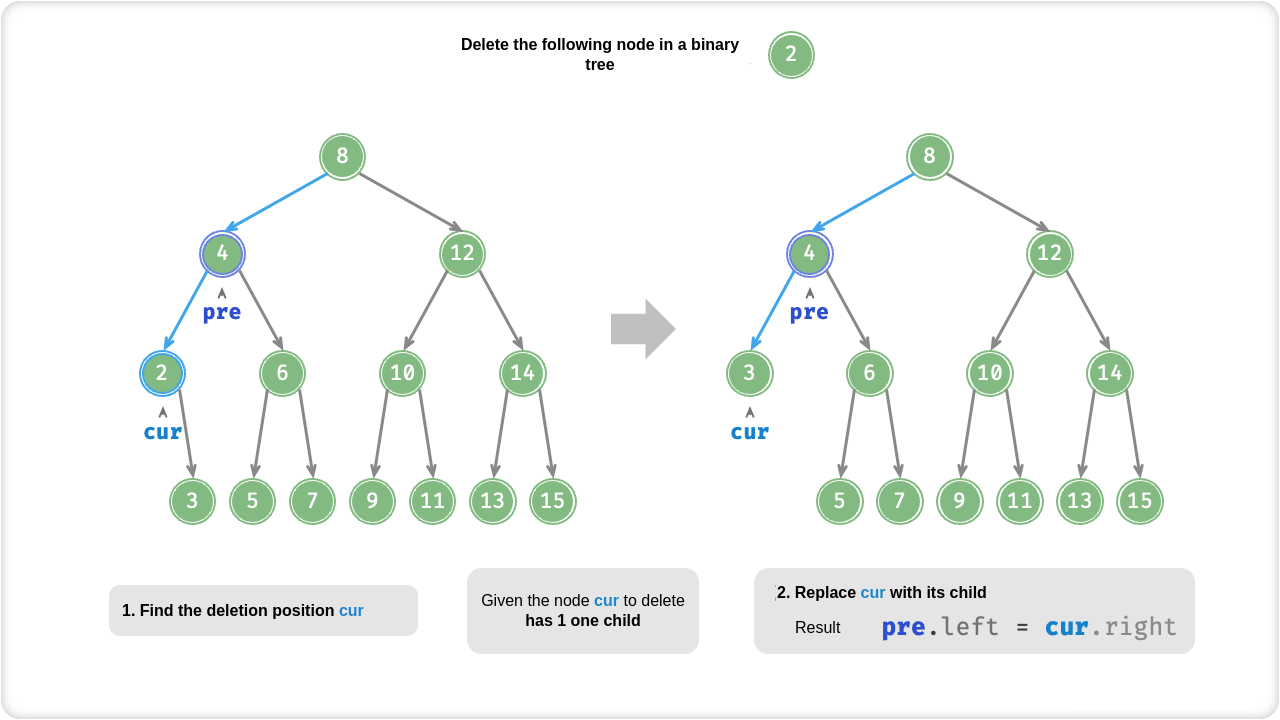 Delete the following node in a binary
tree
2
8
4
12
pre
2
6
10
14
cur
3
5
7
9
11
13
15
8
4
12
pre
3
6
10
14
cur
5
7
9
11
13
15
1. Find the deletion position cur
Given the node cur to delete
has 1 one child
2. Replace cur with its child
Result pre.left = cur.right